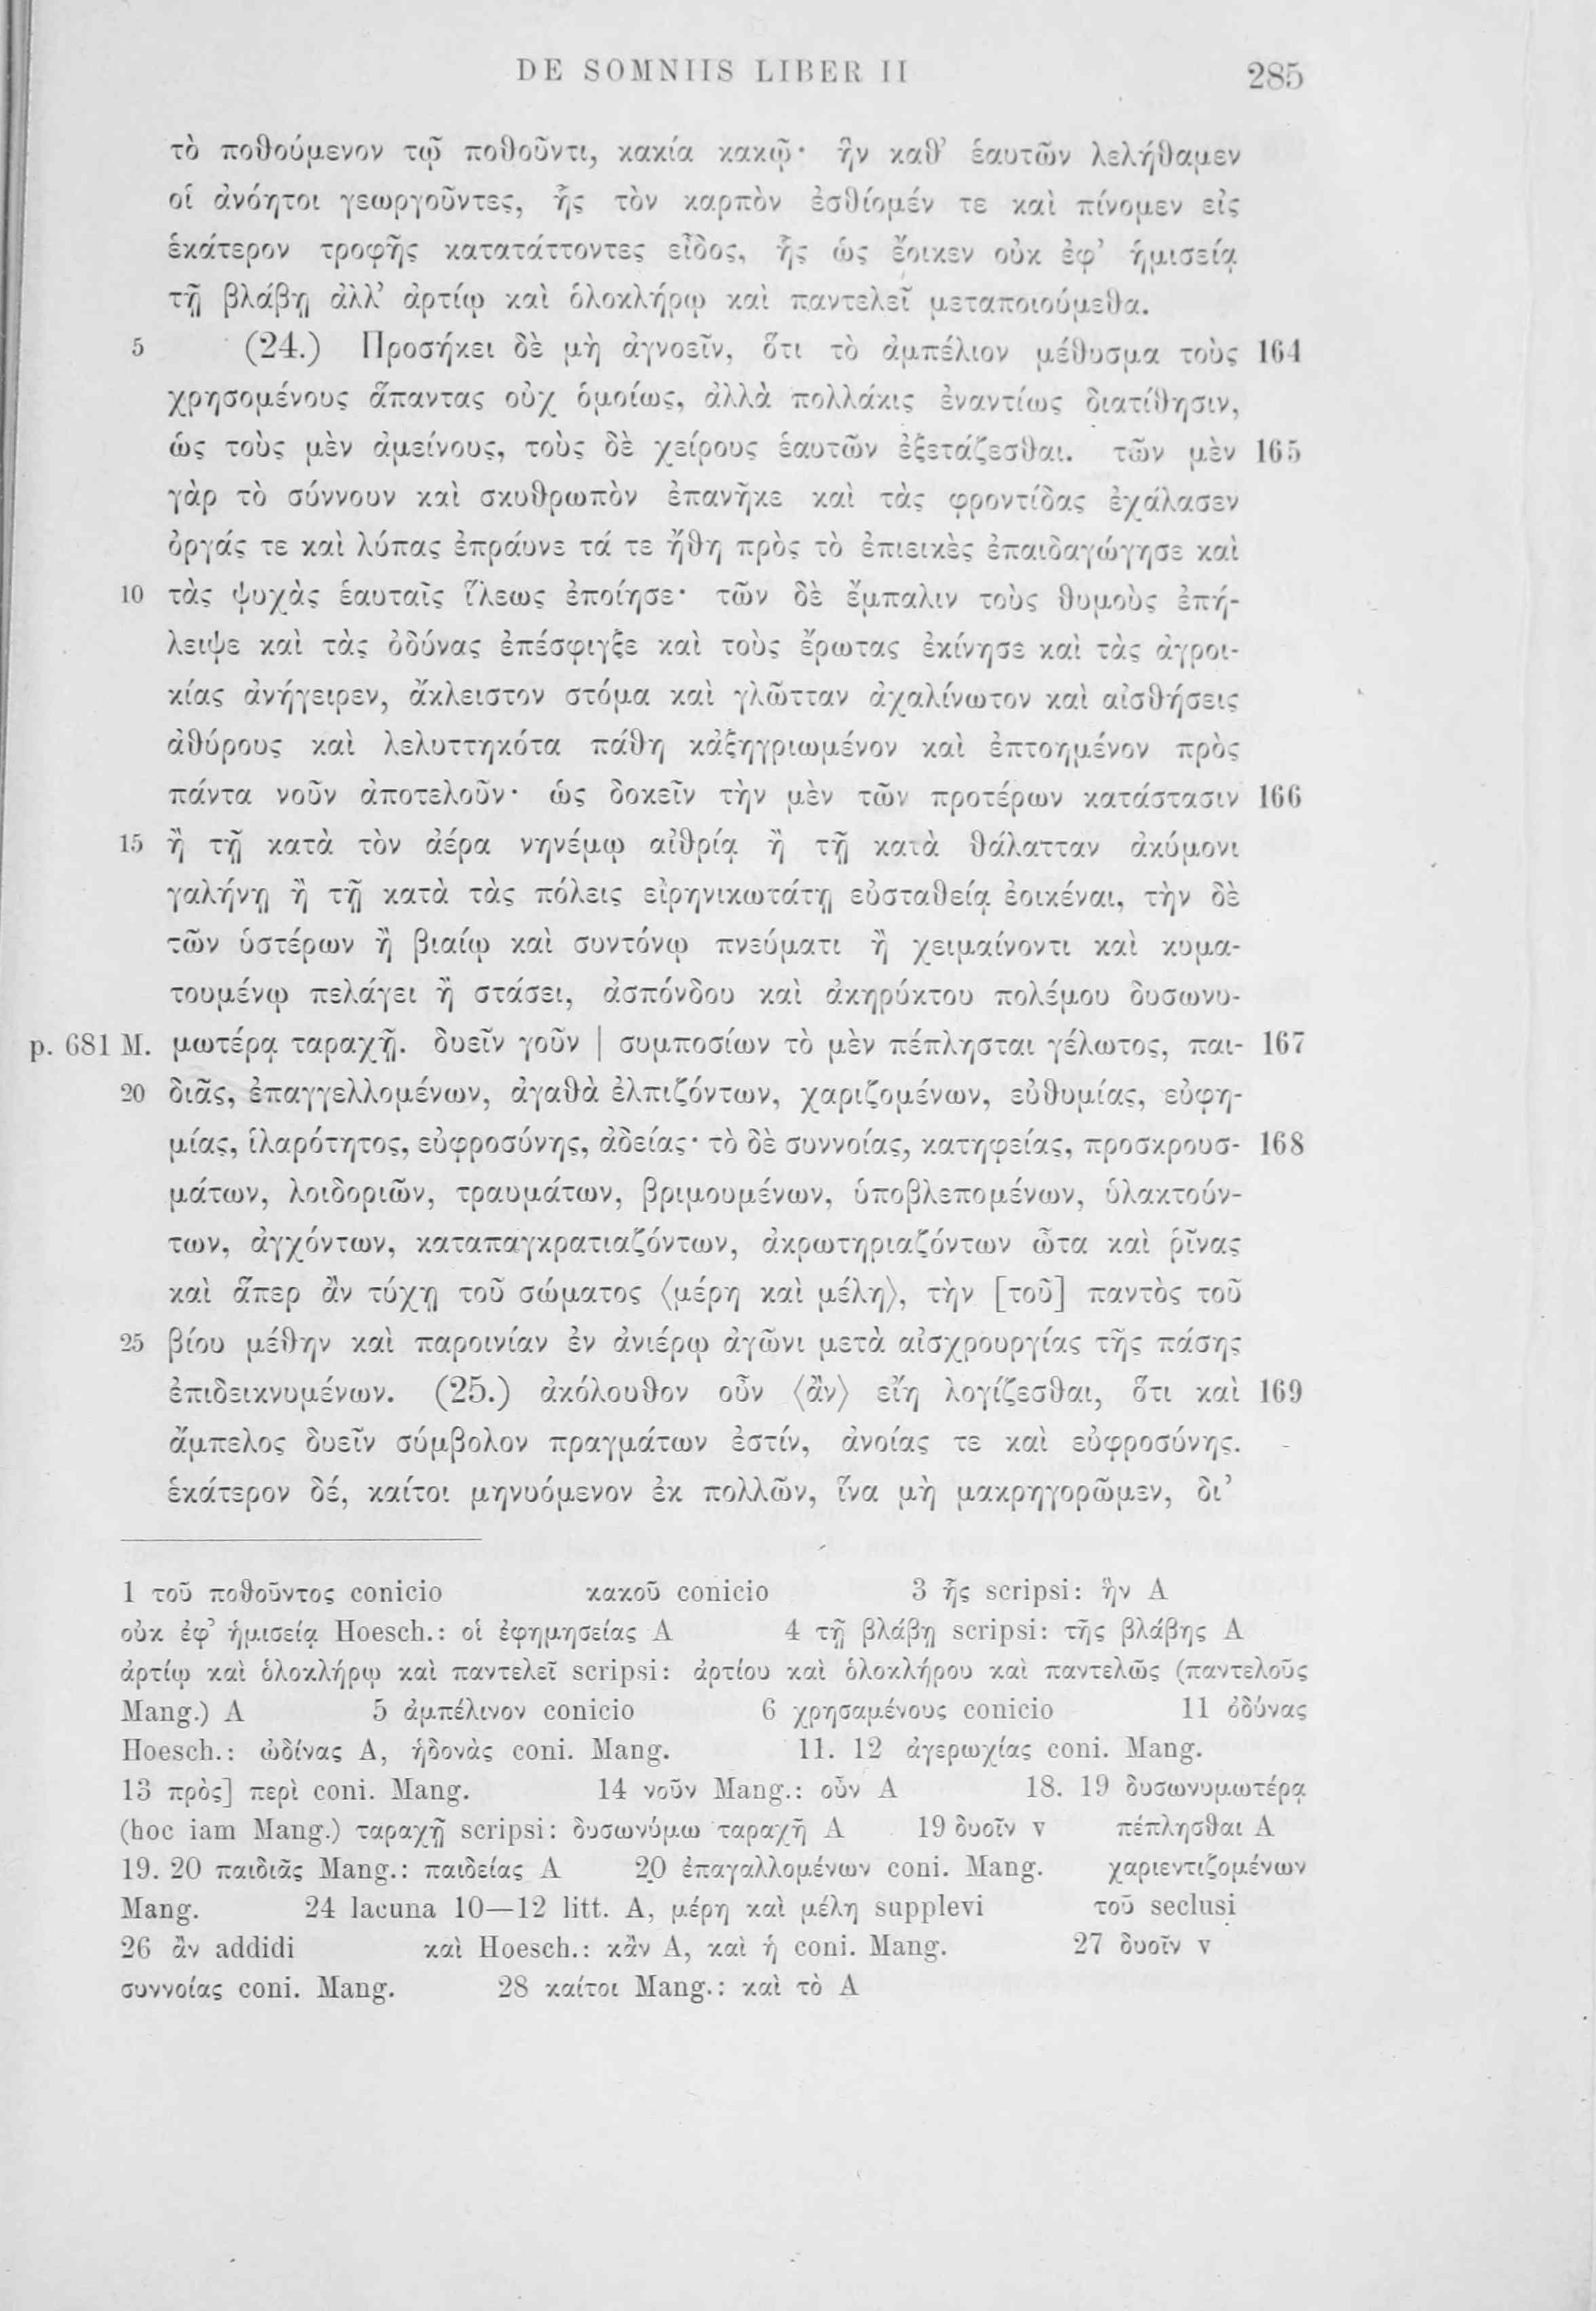 DE SOMNIIS LIBER II 285
τὸ ποθούμενον τῷ ποθοῦντι, κακία κακῷ· ἣν καθ’ ἑαυτῶν λελήθαμεν
οἱ ἀνόητοι γεωργοῦντες, ἧς τὸν καρπὸν ἐσθίομέν τε καὶ πίνομεν εἰς
ἑκάτερον τροφῆς κατατάττοντες εἶδος, ἧς ὡς ἔοικεν οὐκ ἐφ’ ἡμισείᾳ
τῇ βλάβῃ ἀλλ’ ἀρτίῳ καὶ ὁλοκλήρῳ καὶ παντελεῖ μεταποιούμεθα.
5 (24.) Προσήκει δὲ μὴ ἀγνοεῖν, ὅτι τὸ ἀμπέλιον μέθυσμα τοὺς 164
χρησομένους ἅπαντας οὐχ ὁμοίως, ἀλλὰ πολλάκις ἐναντίως διατίθησιν,
ὡς τοὺς μὲν ἀμείνους, τοὺς δὲ χείρους ἑαυτῶν ἐξετάζεσθαι. τῶν μὲν 165
γὰρ τὸ σύννουν καὶ σκυθρωπὸν ἐπανῆκε καὶ τὰς φροντίδας ἐχάλασεν
ὀργάς τε καὶ λύπας ἐπράυνε τά τε ἤθη πρὸς τὸ ἐπιεικὲς ἐπαιδαγώγησε καὶ
10 τὰς ψυχὰς ἑαυταῖς ἵλεως ἐποίησε· τῶν δὲ ἔμπαλιν τοὺς θυμοὺς ἐπή-
λειψε καὶ τὰς ὀδύνας ἐπέσφιγξε καὶ τοὺς ἔρωτας ἐκίνησε καὶ τὰς ἀγροι-
κίας ἀνήγειρεν, ἄκλειστον στόμα καὶ γλῶτταν ἀχαλίνωτον καὶ αἰσθήσεις
ἀθύρους καὶ λελυττηκότα πάθη κἀξηγριωμένον καὶ ἐπτοημένον πρὸς
πάντα νοῦν ἀποτελοῦν· ὡς δοκεῖν τὴν μὲν τῶν προτέρων κατάστασιν 166
15 ἢ τῇ κατὰ τὸν ἀέρα νηνέμῳ αἰθρίᾳ ἢ τῇ κατὰ θάλατταν ἀκύμονι
γαλήνῃ ἢ τῇ κατὰ τὰς πόλεις εἰρηνικωτάτῃ εὐσταθείᾳ ἐοικέναι, τὴν δὲ
τῶν ὑστέρων ἢ βιαίῳ καὶ συντόνῳ πνεύματι ἢ χειμαίνοντι καὶ κυμα-
τουμένῳ πελάγει ἢ στάσει, ἀσπόνδου καὶ ἀκηρύκτου πολέμου δυσωνυ-
p. 681 M. μωτέρᾳ ταραχῇ. δυεῖν γοῦν | συμποσίων τὸ μὲν πέπλησται γέλωτος, παι- 167
20 διᾶς, ἐπαγγελλομένων, ἀγαθὰ ἐλπιζόντων, χαριζομένων, εὐθυμίας, εὐφη-
μίας, ἱλαρότητος, εὐφροσύνης, ἀδείας· τὸ δὲ συννοίας, κατηφείας, προσκρουσ- 168
μάτων, λοιδοριῶν, τραυμάτων, βριμουμένων, ὑποβλεπομένων, ὑλακτούν-
των, ἀγχόντων, καταπαγκρατιαζόντων, ἀκρωτηριαζόντων ὦτα καὶ ῥῖνας
καὶ ἅπερ ἂν τύχῃ τοῦ σώματος ⟨μέρη καὶ μέλη⟩, τὴν [τοῦ] παντὸς τοῦ
25 βίου μέθην καὶ παροινίαν ἐν ἀνιέρῳ ἀγῶνι μετὰ αἰσχρουργίας τῆς πάσης
ἐπιδεικνυμένων. (25.) ἀκόλουθον οὖν ⟨ἂν⟩ εἴη λογίζεσθαι, ὅτι καὶ 169
ἄμπελος δυεῖν σύμβολον πραγμάτων ἐστίν, ἀνοίας τε καὶ εὐφροσύνης.
ἑκάτερον δέ, καίτοι μηνυόμενον ἐκ πολλῶν, ἵνα μὴ μακρηγορῶμεν, δι’
1 τοῦ ποθοῦντος conicio κακοῦ conicio 3 ἧς scripsi: ἣν A
οὐκ ἐφ’ ἡμισείᾳ Hoesch.: οἱ ἐφημησείας A 4 τῇ βλάβῃ scripsi: τῆς βλάβης A
ἀρτίῳ καὶ ὁλοκλήρῳ καὶ παντελεῖ scripsi: ἀρτίου καὶ ὁλοκλήρου καὶ παντελῶς (παντελοῦς
Mang.) A 5 ἀμπέλινον conicio 6 χρησαμένους conicio 11 ὀδύνας
Hoesch.: ὠδίνας A, ἡδονὰς coni. Mang. 11. 12 ἀγερωχίας coni. Mang.
13 πρὸς] περὶ coni. Mang. 14 νοῦν Mang.: οὖν A 18. 19 δυσωνυμωτέρᾳ
(hoc iam Mang.) ταραχῇ scripsi: δυσωνύμω ταραχῆ A 19 δυοῖν v πέπλησθαι A
19. 20 παιδιᾶς Mang.: παιδείας A 20 ἐπαγαλλομένων coni. Mang. χαριεντιζομένων
Mang. 24 lacuna 10—12 litt. A, μέρη καὶ μέλη supplevi τοῦ seclusi
26 ἂν addidi καὶ Hoesch.: κἂν A, καὶ ἡ coni. Mang. 27 δυοῖν v
συννοίας coni. Mang. 28 καίτοι Mang.: καὶ τὸ A